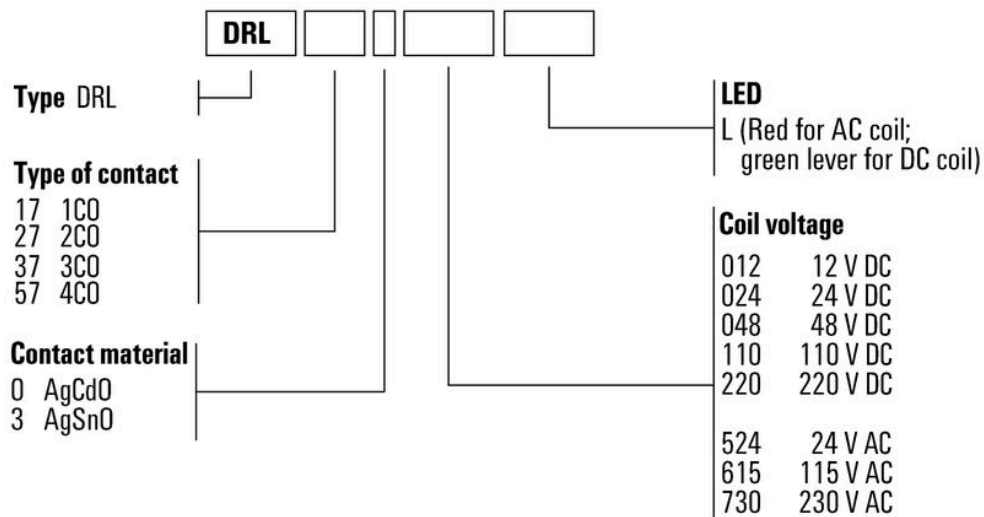 DRL
Type DRL
Type of contact
17 1CO
27 2CO
37 3CO
57 4CO
Contact material
0 AgCdO
3 AgSnO
LED
L (Red for AC coil;
green lever for DC coil)
Coil voltage
012 12 V DC
024 24 V DC
048 48 V DC
110 110 V DC
220 220 V DC
524 24 V AC
615 115 V AC
730 230 V AC